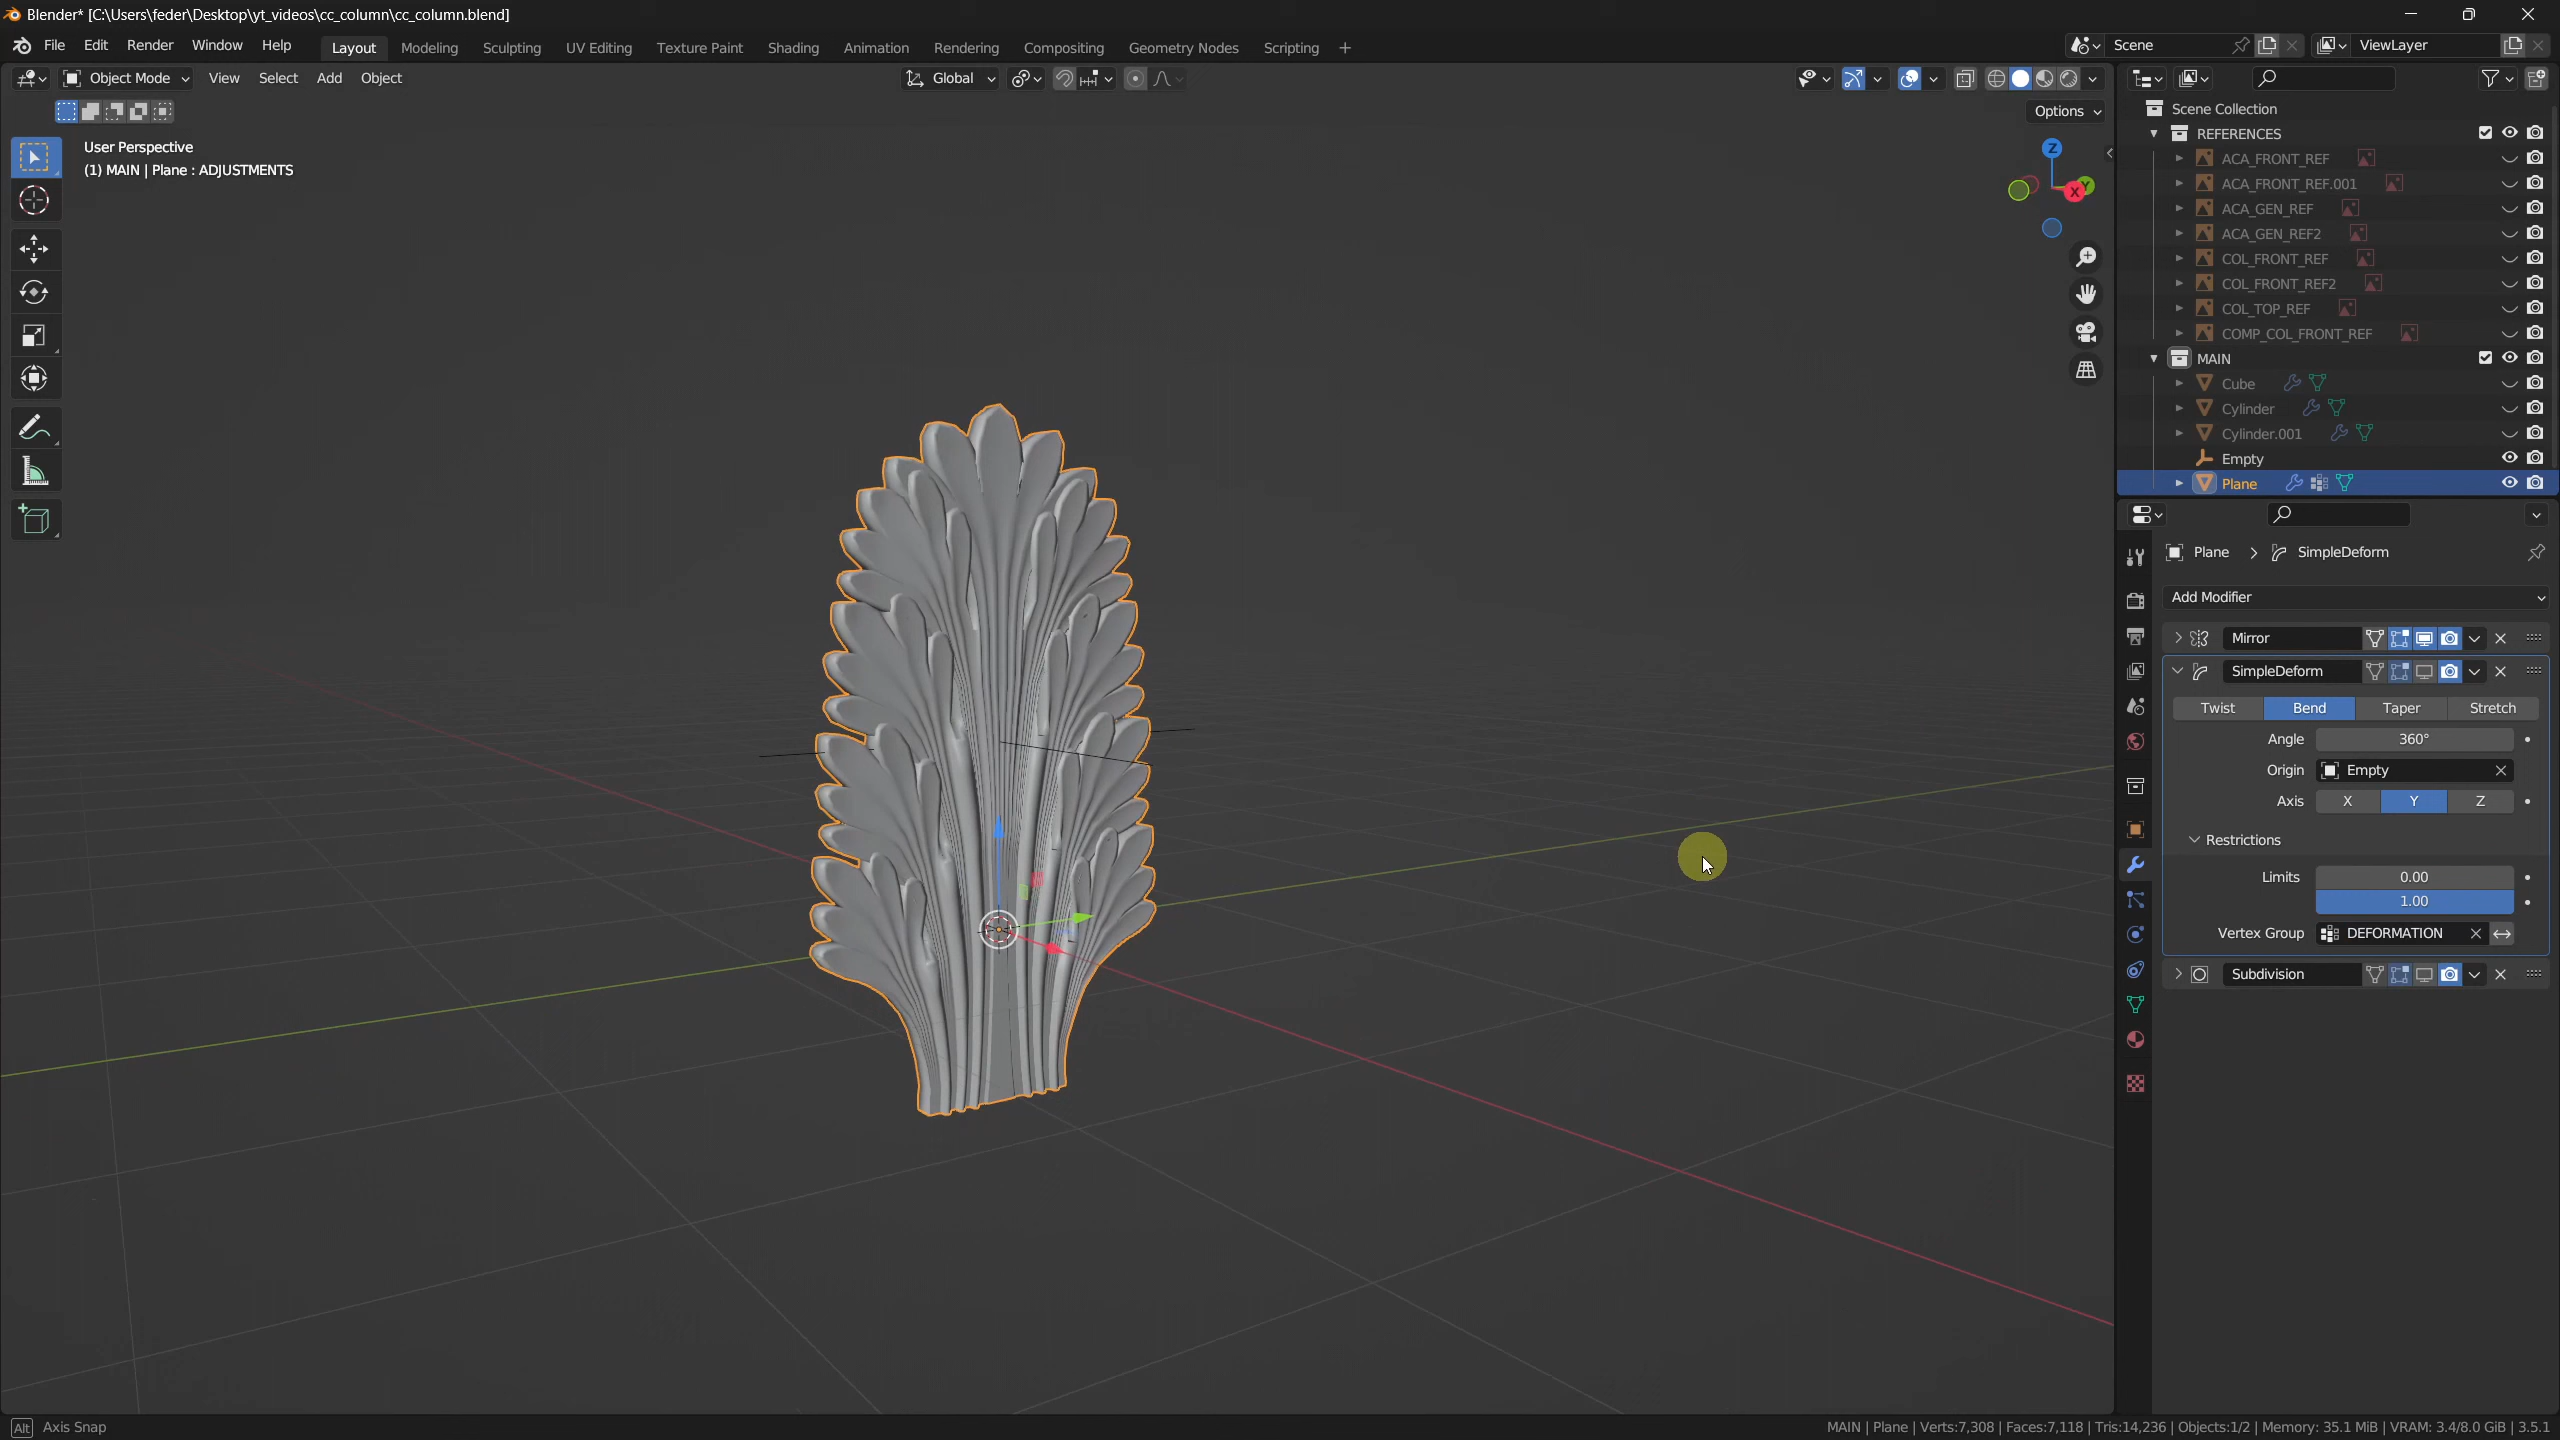 Blender* [C:\Users\feder\Desktop\yt_videos\cc_column\cc_column.blend]
File Edit Render Window Help Layout Modeling Sculpting UV Editing Texture Paint Shading Animation Rendering Compositing Geometry Nodes Scripting + Scene ViewLayer
Object Mode View Select Add Object Global
Options
User Perspective
(1) MAIN | Plane : ADJUSTMENTS
Z
Y
X
Scene Collection
REFERENCES
ACA_FRONT_REF
ACA_FRONT_REF.001
ACA_GEN_REF
ACA_GEN_REF2
COL_FRONT_REF
COL_FRONT_REF2
COL_TOP_REF
COMP_COL_FRONT_REF
MAIN
Cube
Cylinder
Cylinder.001
Empty
Plane
Plane > SimpleDeform
Add Modifier
Mirror
SimpleDeform
Twist Bend Taper Stretch
Angle 360°
Origin Empty
Axis X Y Z
Restrictions
Limits 0.00
1.00
Vertex Group DEFORMATION
Subdivision
Alt Axis Snap
MAIN | Plane | Verts:7,308 | Faces:7,118 | Tris:14,236 | Objects:1/2 | Memory: 35.1 MiB | VRAM: 3.4/8.0 GiB | 3.5.1